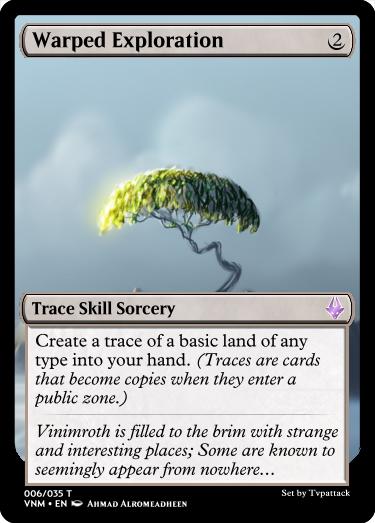 Warped Exploration
2
Trace Skill Sorcery
Create a trace of a basic land of any
type into your hand. (Traces are cards
that become copies when they enter a
public zone.)
Vinimroth is filled to the brim with strange
and interesting places; Some are known to
seemingly appear from nowhere...
006/035 T
VNM • EN Ahmad Alromeadheen
Set by Tvpattack